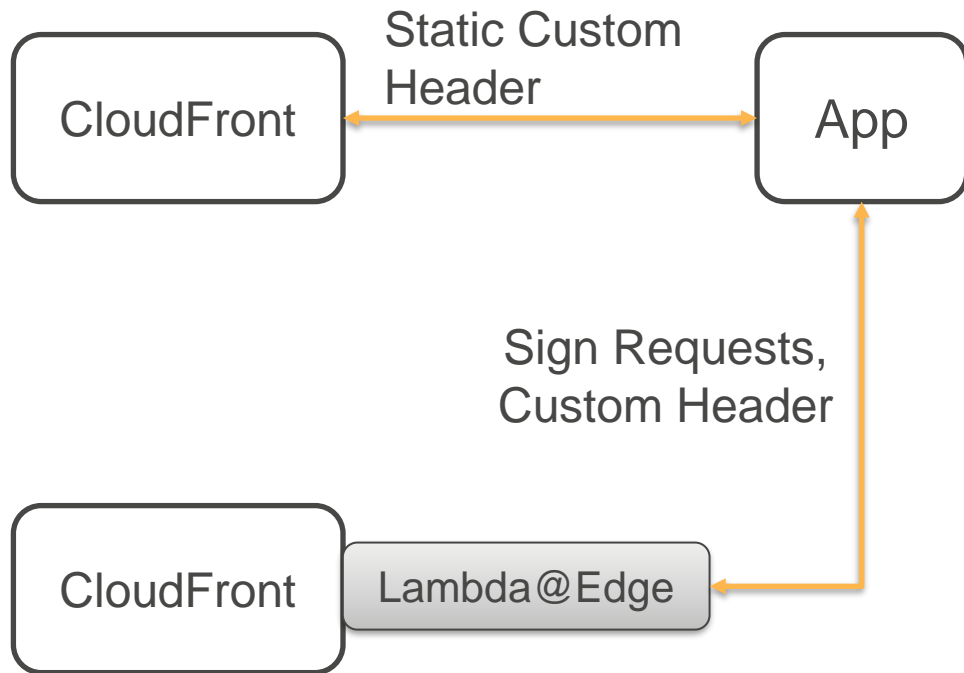 Static Custom
Header
CloudFront
App
Sign Requests,
Custom Header
CloudFront
Lambda@Edge